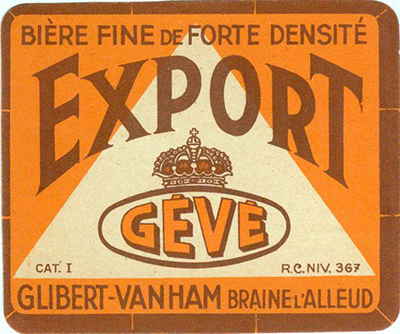 BIÈRE FINE DE FORTE DENSITÉ
EXPORT
GÉVÉ
CAT. I
R.C. NIV. 367
GLIBERT-VAN HAM BRAINE L'ALLEUD